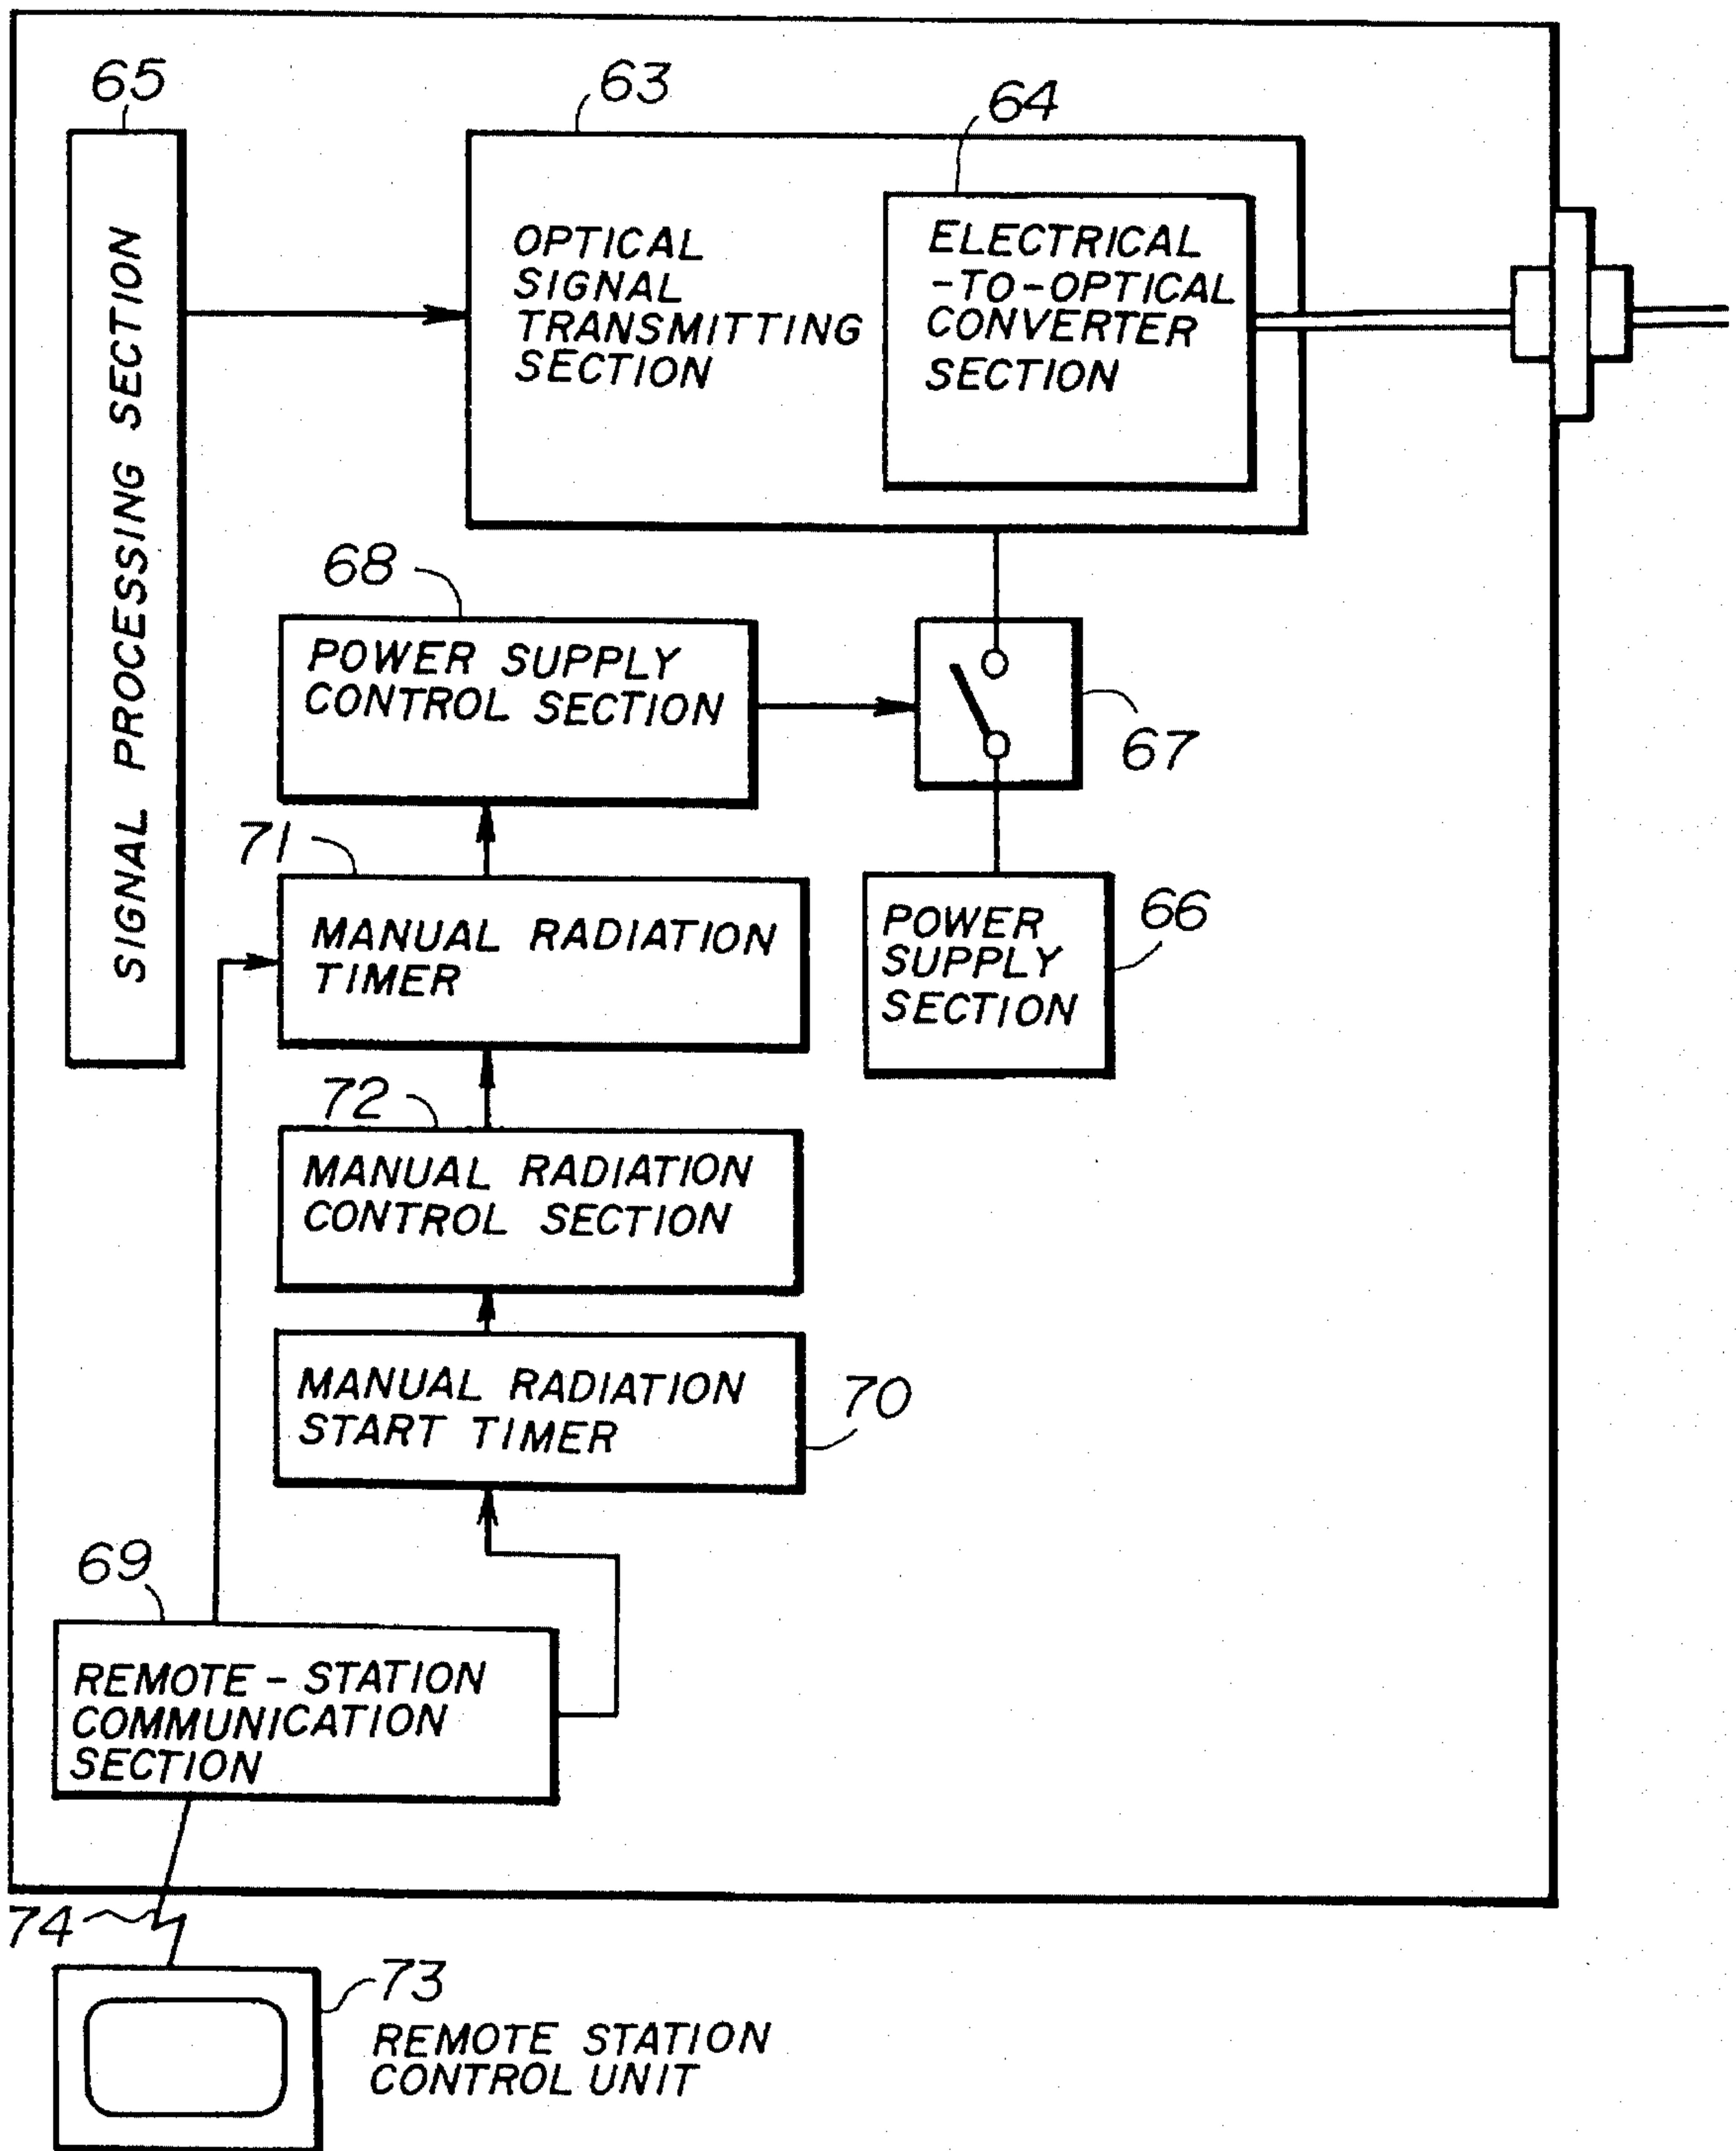 65
63
64
SIGNAL PROCESSING SECTION
OPTICAL
SIGNAL
TRANSMITTING
SECTION
ELECTRICAL
-TO-OPTICAL
CONVERTER
SECTION
68
POWER SUPPLY
CONTROL SECTION
67
71
MANUAL RADIATION
TIMER
POWER
SUPPLY
SECTION
66
72
MANUAL RADIATION
CONTROL SECTION
MANUAL RADIATION
START TIMER
70
69
REMOTE-STATION
COMMUNICATION
SECTION
74
73
REMOTE STATION
CONTROL UNIT